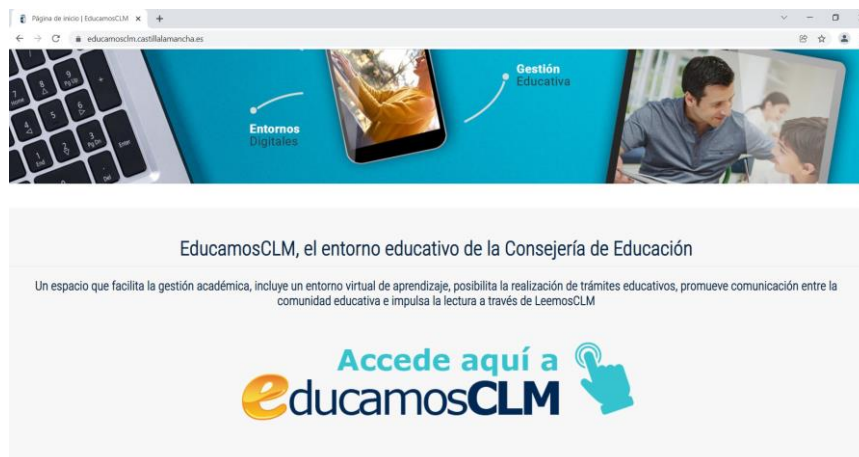 Página de inicio | EducamosCLM
educamosclm.castillalamancha.es
Gestión
Educativa
Entornos
Digitales
EducamosCLM, el entorno educativo de la Consejería de Educación
Un espacio que facilita la gestión académica, incluye un entorno virtual de aprendizaje, posibilita la realización de trámites educativos, promueve comunicación entre la
comunidad educativa e impulsa la lectura a través de LeemosCLM
Accede aquí a
educamosCLM